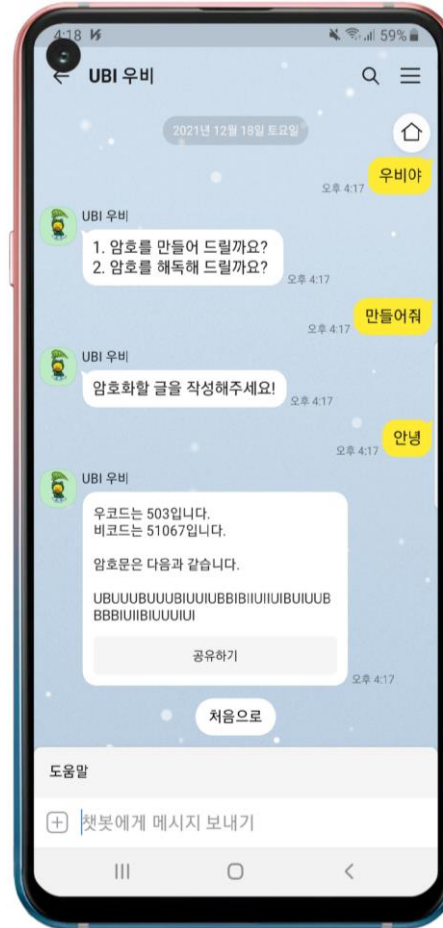 4:18
59%
UBI 우비
2021년 12월 18일 토요일
우비야
오후 4:17
UBI 우비
1. 암호를 만들어 드릴까요?
2. 암호를 해독해 드릴까요?
오후 4:17
만들어줘
오후 4:17
UBI 우비
암호화할 글을 작성해주세요!
오후 4:17
안녕
오후 4:17
UBI 우비
우코드는 503입니다.
비코드는 51067입니다.
암호문은 다음과 같습니다.
UBUUUBUUUBIUUIUBBIBIIUIIUIBUIUUB
BBBIUIIBIUUIUI
공유하기
오후 4:17
처음으로
도움말
챗봇에게 메시지 보내기